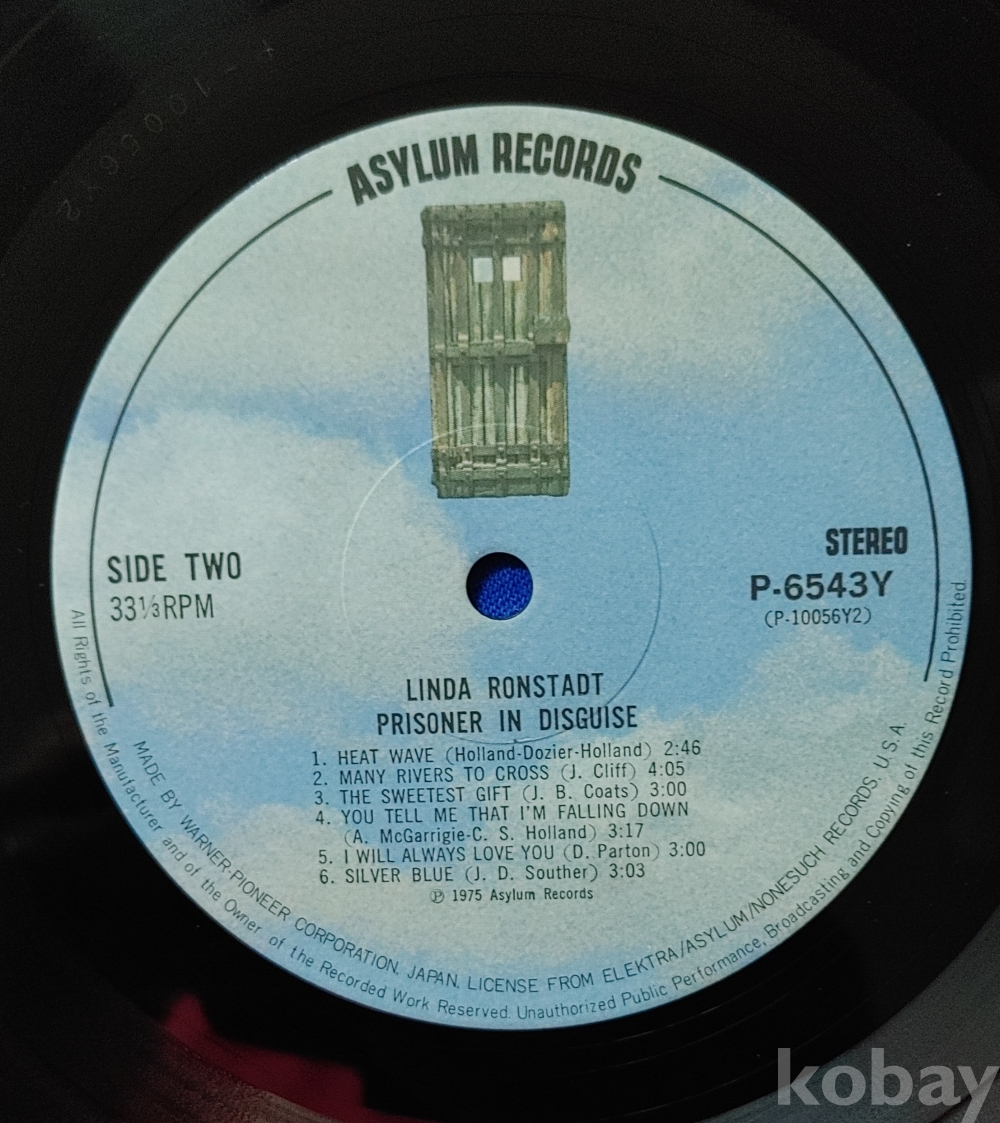 ASYLUM RECORDS
SIDE TWO
33⅓RPM
STEREO
P-6543Y
(P-10056Y2)
LINDA RONSTADT
PRISONER IN DISGUISE
1. HEAT WAVE (Holland-Dozier-Holland) 2:46
2. MANY RIVERS TO CROSS (J. Cliff) 4:05
3. THE SWEETEST GIFT (J. B. Coats) 3:00
4. YOU TELL ME THAT I'M FALLING DOWN
(A. McGarrigie-C. S. Holland) 3:17
5. I WILL ALWAYS LOVE YOU (D. Parton) 3:00
6. SILVER BLUE (J. D. Souther) 3:03
℗ 1975 Asylum Records
MADE BY WARNER-PIONEER CORPORATION, JAPAN, LICENSE FROM ELEKTRA/ASYLUM/NONESUCH RECORDS, U.S.A.
All Rights of the Manufacturer and of the Owner of the Recorded Work Reserved. Unauthorized Public Performance, Broadcasting and Copying of this Record Prohibited.
kobay